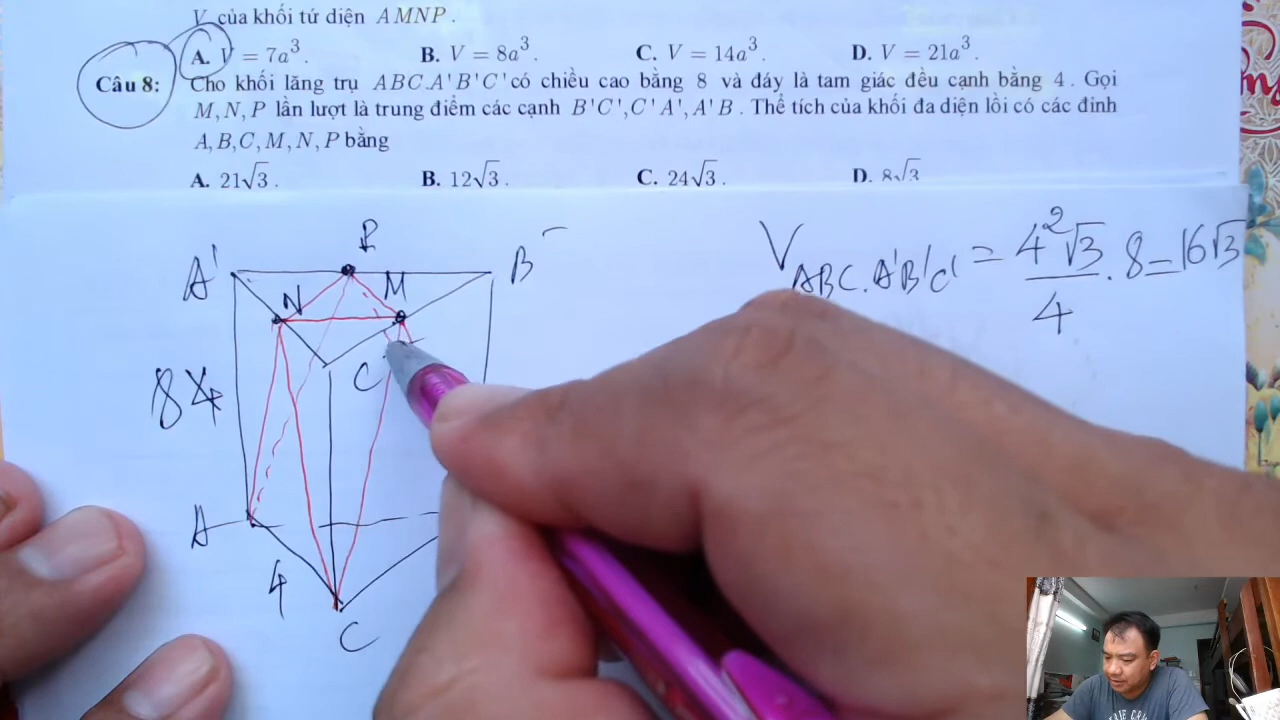 V của khối tứ diện AMNP.
A. V = 7a³. B. V = 8a³. C. V = 14a³. D. V = 21a³.
Câu 8: Cho khối lăng trụ ABC.A'B'C' có chiều cao bằng 8 và đáy là tam giác đều cạnh bằng 4. Gọi
M, N, P lần lượt là trung điểm các cạnh B'C', C'A', A'B. Thể tích của khối đa diện lồi có các đỉnh
A, B, C, M, N, P bằng
A. 21√3. B. 12√3. C. 24√3. D. 8√3
P
A' B
N M
C
8 4
A
4
C
V ABC.A'B'C' = 4²√3/4 . 8 = 16√3